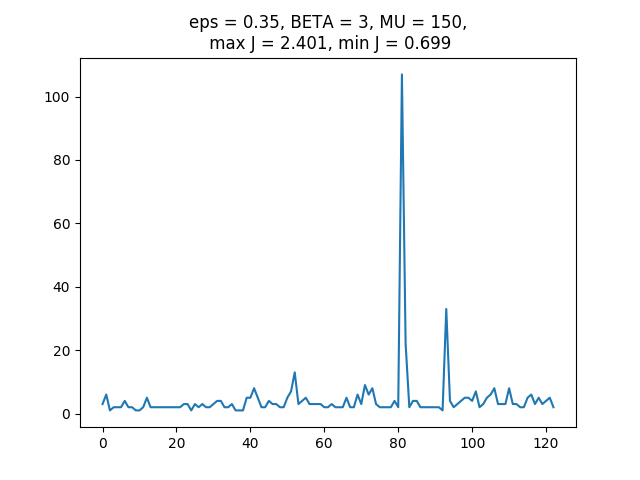 eps = 0.35, BETA = 3, MU = 150,
max J = 2.401, min J = 0.699
100
80
60
40
20
0
0 20 40 60 80 100 120